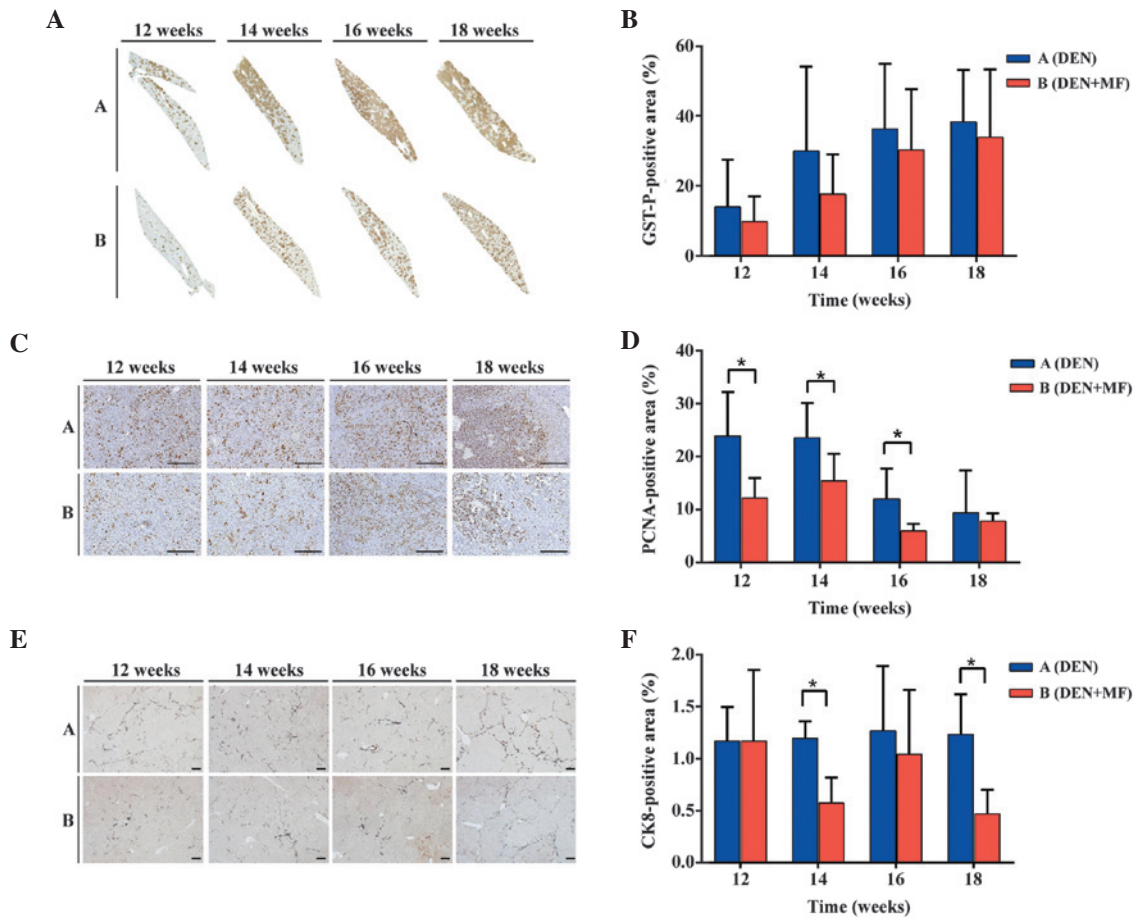 A
12 weeks 14 weeks 16 weeks 18 weeks
A
B
B
60
40
20
0
GST-P-positive area (%)
12 14 16 18
Time (weeks)
A (DEN)
B (DEN+MF)
C
12 weeks 14 weeks 16 weeks 18 weeks
A
B
D
40
30
20
10
0
PCNA-positive area (%)
* * *
12 14 16 18
Time (weeks)
A (DEN)
B (DEN+MF)
E
12 weeks 14 weeks 16 weeks 18 weeks
A
B
F
2.0
1.5
1.0
0.5
0.0
CK8-positive area (%)
* *
12 14 16 18
Time (weeks)
A (DEN)
B (DEN+MF)